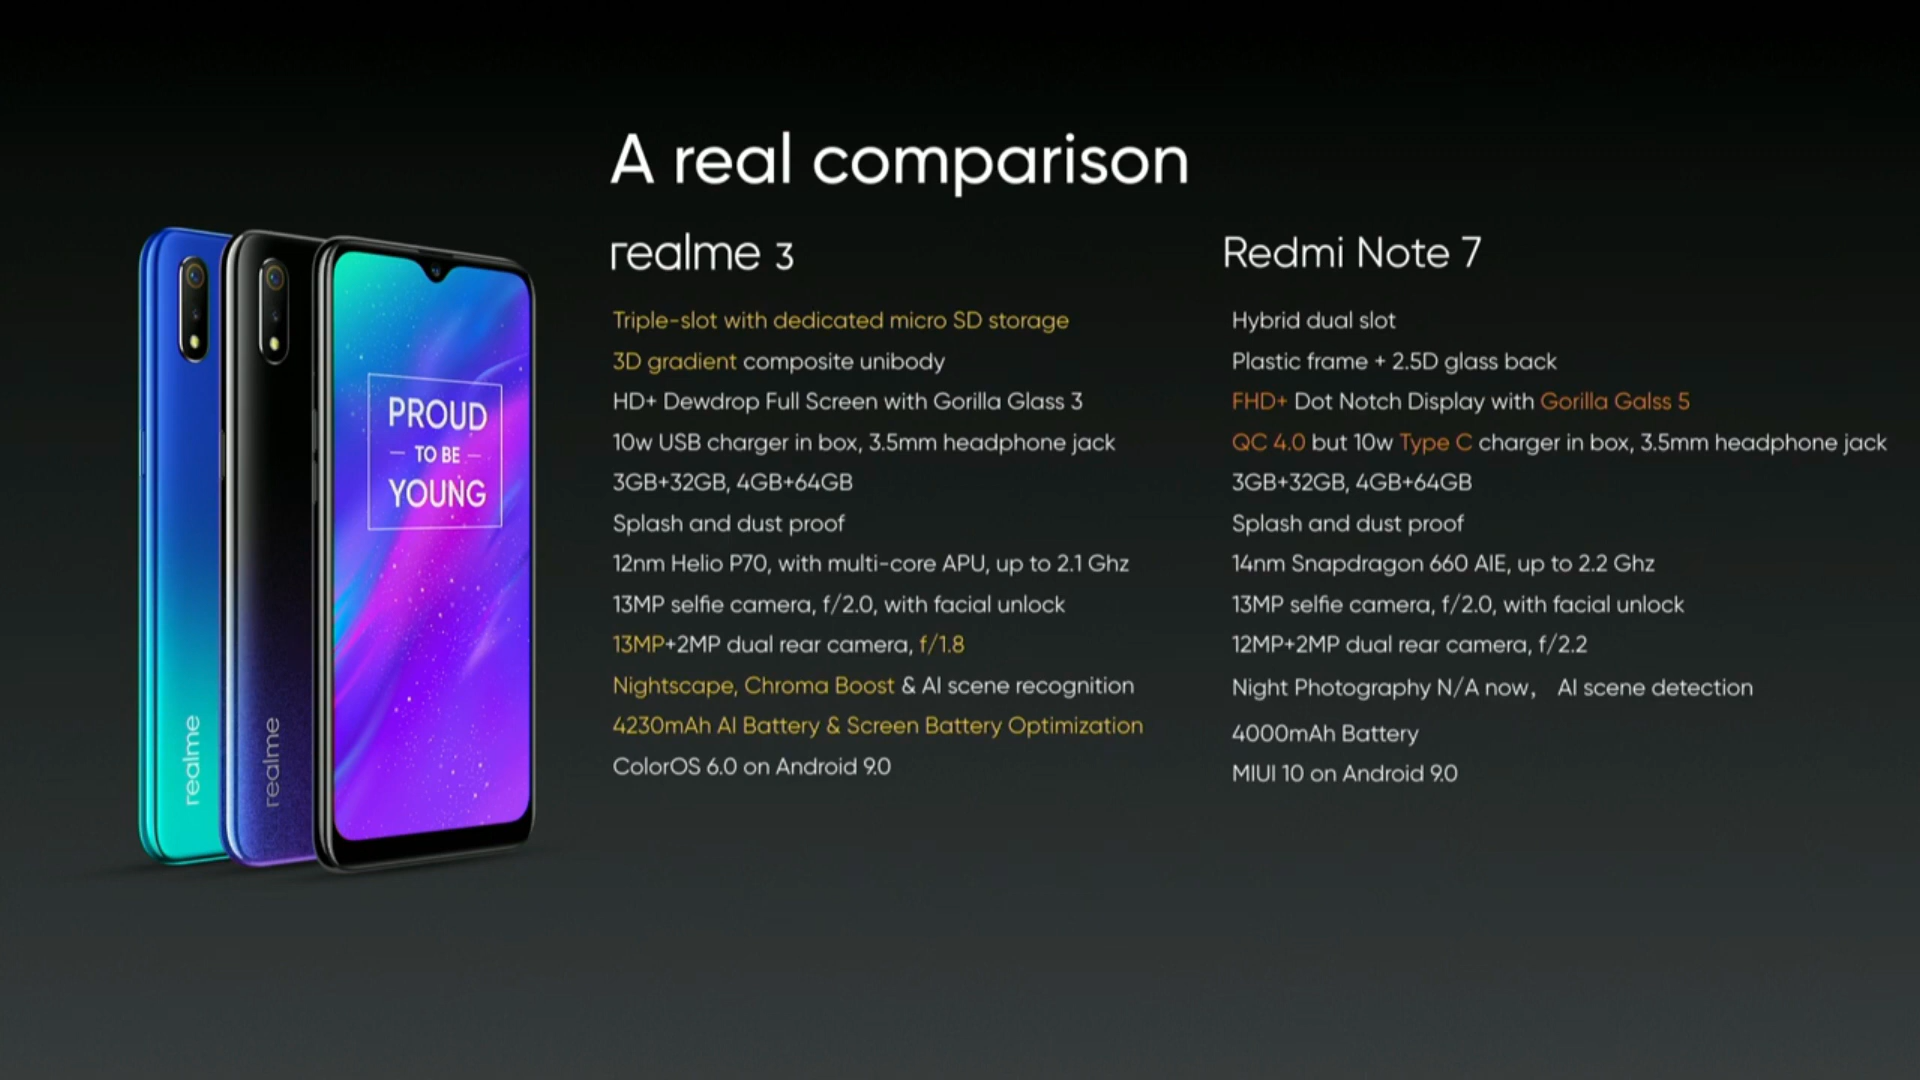 A real comparison
realme 3
Triple-slot with dedicated micro SD storage
3D gradient composite unibody
HD+ Dewdrop Full Screen with Gorilla Glass 3
10w USB charger in box, 3.5mm headphone jack
3GB+32GB, 4GB+64GB
Splash and dust proof
12nm Helio P70, with multi-core APU, up to 2.1 Ghz
13MP selfie camera, f/2.0, with facial unlock
13MP+2MP dual rear camera, f/1.8
Nightscape, Chroma Boost & AI scene recognition
4230mAh AI Battery & Screen Battery Optimization
ColorOS 6.0 on Android 9.0
Redmi Note 7
Hybrid dual slot
Plastic frame + 2.5D glass back
FHD+ Dot Notch Display with Gorilla Galss 5
QC 4.0 but 10w Type C charger in box, 3.5mm headphone jack
3GB+32GB, 4GB+64GB
Splash and dust proof
14nm Snapdragon 660 AIE, up to 2.2 Ghz
13MP selfie camera, f/2.0, with facial unlock
12MP+2MP dual rear camera, f/2.2
Night Photography N/A now， AI scene detection
4000mAh Battery
MIUI 10 on Android 9.0
PROUD
— TO BE —
YOUNG
realme
realme